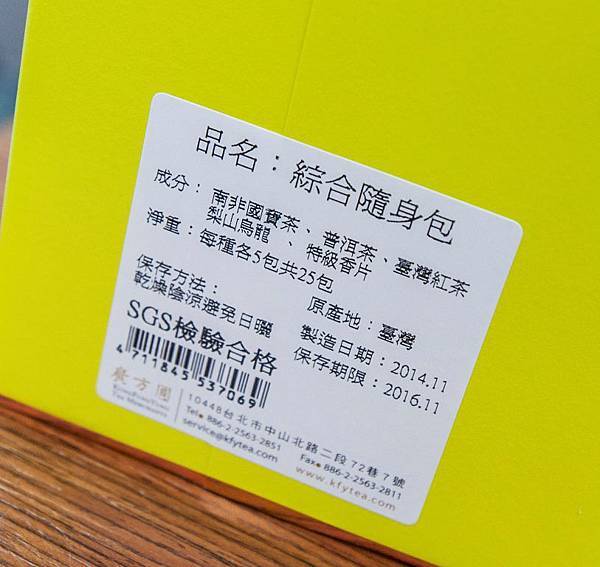 品名：綜合隨身包
成分：南非國寶茶、普洱茶、臺灣紅茶
梨山烏龍、特級香片
淨重：每種各5包共25包
保存方法：
乾燥陰涼避免日曬
原產地：臺灣
製造日期：2014.11
保存期限：2016.11
SGS檢驗合格
4 711845 537069
10448台北市中山北路二段72巷7號
Tel 886-2-2563-2851
Fax 886-2-2563-2811
service@kfytea.com
www.kfytea.com